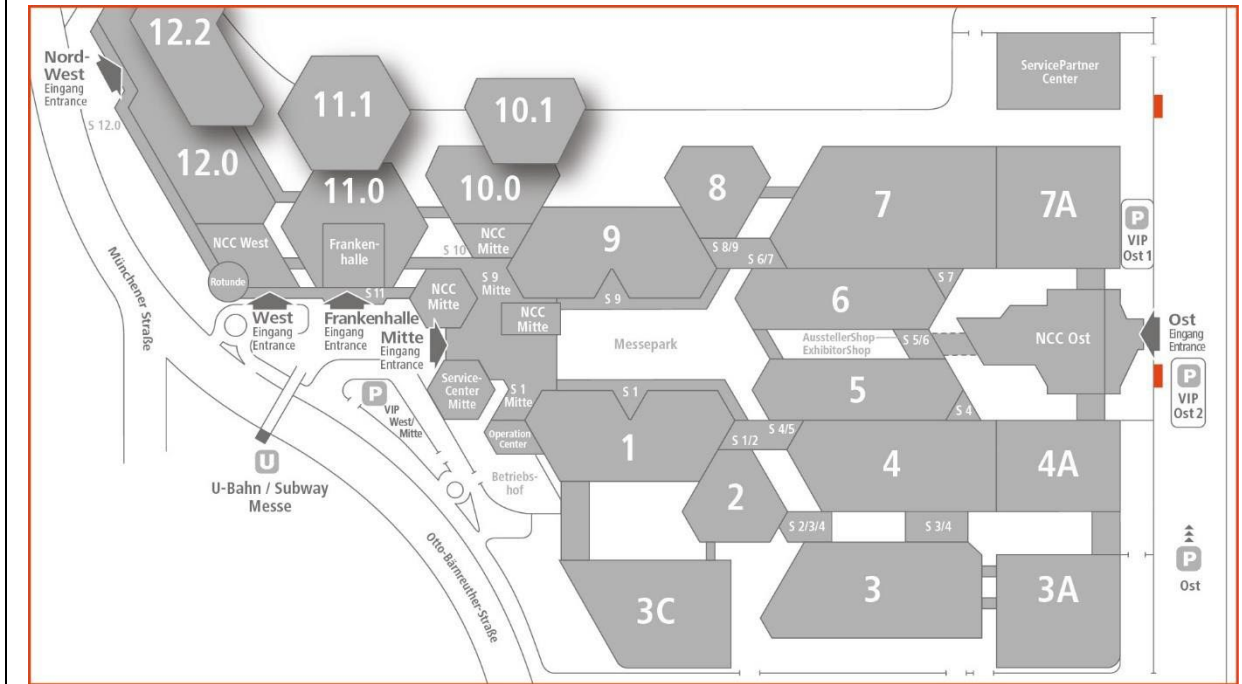 12.2
Nord-
West
Eingang
Entrance
S 12.0
12.0
11.1
10.1
ServicePartner
Center
11.0
10.0
8
7
7A
P
VIP
Ost 1
NCC West
Franken-
halle
S 10
NCC
Mitte
9
S 8/9
S 6/7
Rotunde
S 11
NCC
Mitte
S 9
Mitte
S 9
NCC
Mitte
6
S 7
Münchener Straße
West
Eingang
(Entrance
Frankenhalle
Eingang
Entrance
Mitte
Eingang
Entrance
Messepark
AusstellerShop
ExhibitorShop
S 5/6
NCC Ost
Ost
Eingang
Entrance
P
VIP
Ost 2
Service-
Center
Mitte
P
VIP
West/
Mitte
S 1
Mitte
S 1
5
S 4
Operation
Center
1
S 1/2
S 4/5
4
4A
U
U-Bahn / Subway
Messe
Betriebs-
hof
2
S 2/3/4
S 3/4
Otto-Bärnreuther-Straße
3C
3
3A
P
Ost